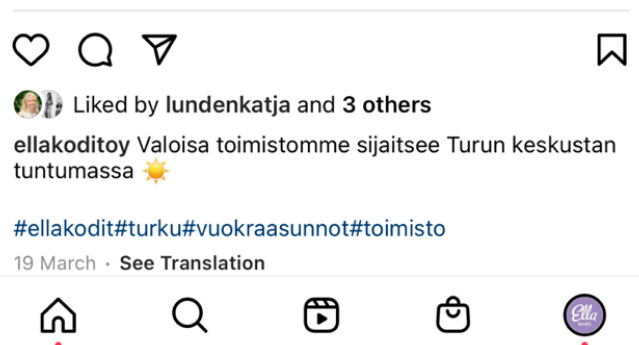 Liked by lundenkatja and 3 others
ellakoditoy Valoisa toimistomme sijaitsee Turun keskustan
tuntumassa ☀️
#ellakodit#turku#vuokraasunnot#toimisto
19 March · See Translation
Ella